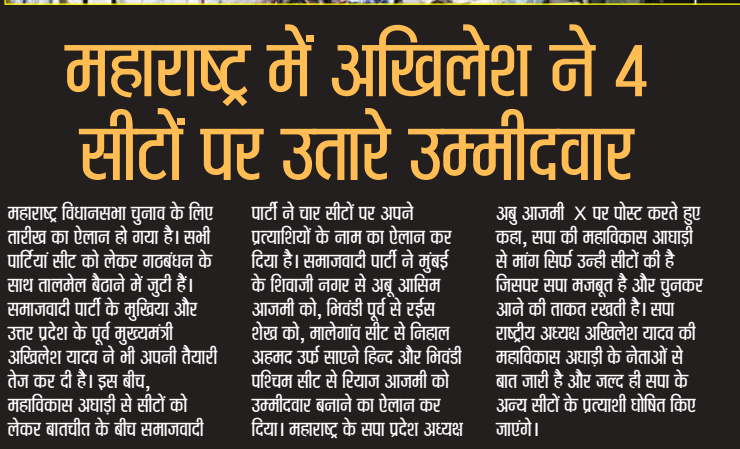 महाराष्ट्र में अखिलेश ने 4
सीटों पर उतारे उम्मीदवार
महाराष्ट्र विधानसभा चुनाव के लिए
तारीख का ऐलान हो गया है। सभी
पार्टियां सीट को लेकर गठबंधन के
साथ तालमेल बैठाने में जुटी हैं।
समाजवादी पार्टी के मुखिया और
उत्तर प्रदेश के पूर्व मुख्यमंत्री
अखिलेश यादव ने भी अपनी तैयारी
तेज कर दी है। इस बीच,
महाविकास अघाड़ी से सीटों को
लेकर बातचीत के बीच समाजवादी
पार्टी ने चार सीटों पर अपने
प्रत्याशियों के नाम का ऐलान कर
दिया है। समाजवादी पार्टी ने मुंबई
के शिवाजी नगर से अबू आसिम
आजमी को, भिवंडी पूर्व से रईस
शेख को, मालेगांव सीट से निहाल
अहमद उर्फ साएने हिन्द और भिवंडी
पश्चिम सीट से रियाज आजमी को
उम्मीदवार बनाने का ऐलान कर
दिया। महाराष्ट्र के सपा प्रदेश अध्यक्ष
अबु आजमी X पर पोस्ट करते हुए
कहा, सपा की महाविकास आघाड़ी
से मांग सिर्फ उन्ही सीटों की है
जिसपर सपा मजबूत है और चुनकर
आने की ताकत रखती है। सपा
राष्ट्रीय अध्यक्ष अखिलेश यादव की
महाविकास अघाड़ी के नेताओं से
बात जारी है और जल्द ही सपा के
अन्य सीटों के प्रत्याशी घोषित किए
जाएंगे।